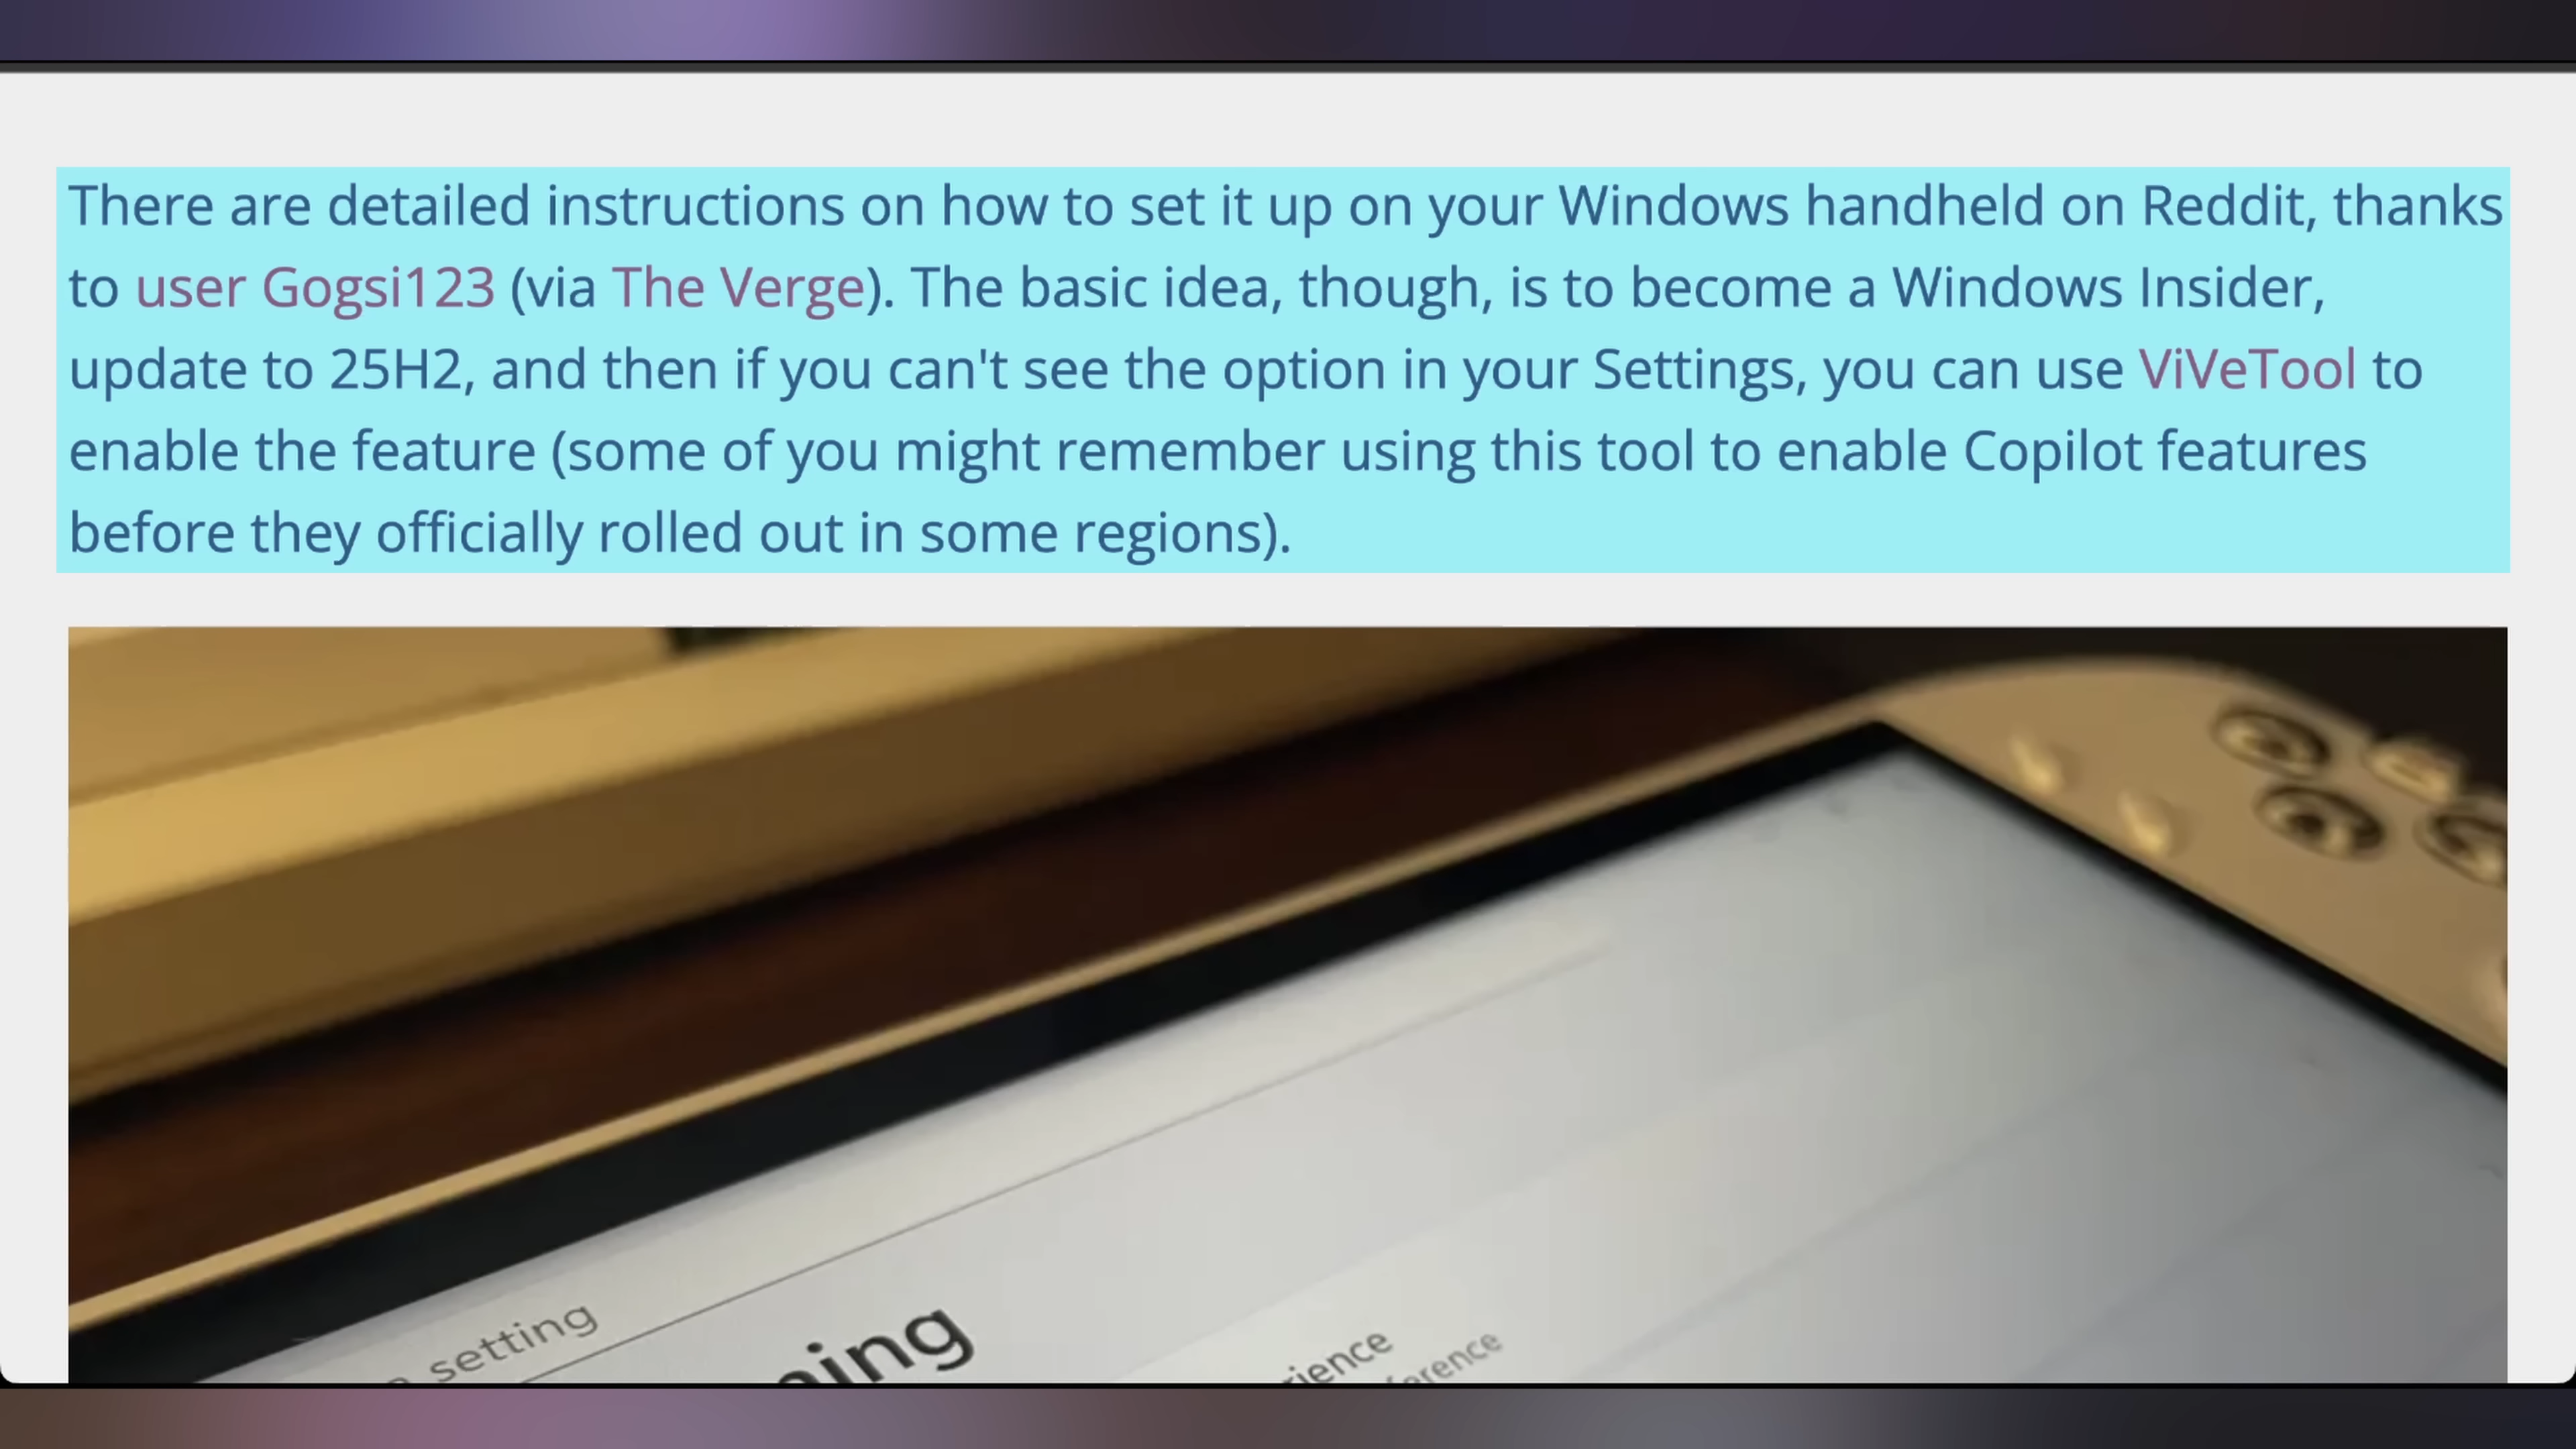 There are detailed instructions on how to set it up on your Windows handheld on Reddit, thanks
to user Gogsi123 (via The Verge). The basic idea, though, is to become a Windows Insider,
update to 25H2, and then if you can't see the option in your Settings, you can use ViVeTool to
enable the feature (some of you might remember using this tool to enable Copilot features
before they officially rolled out in some regions).
setting